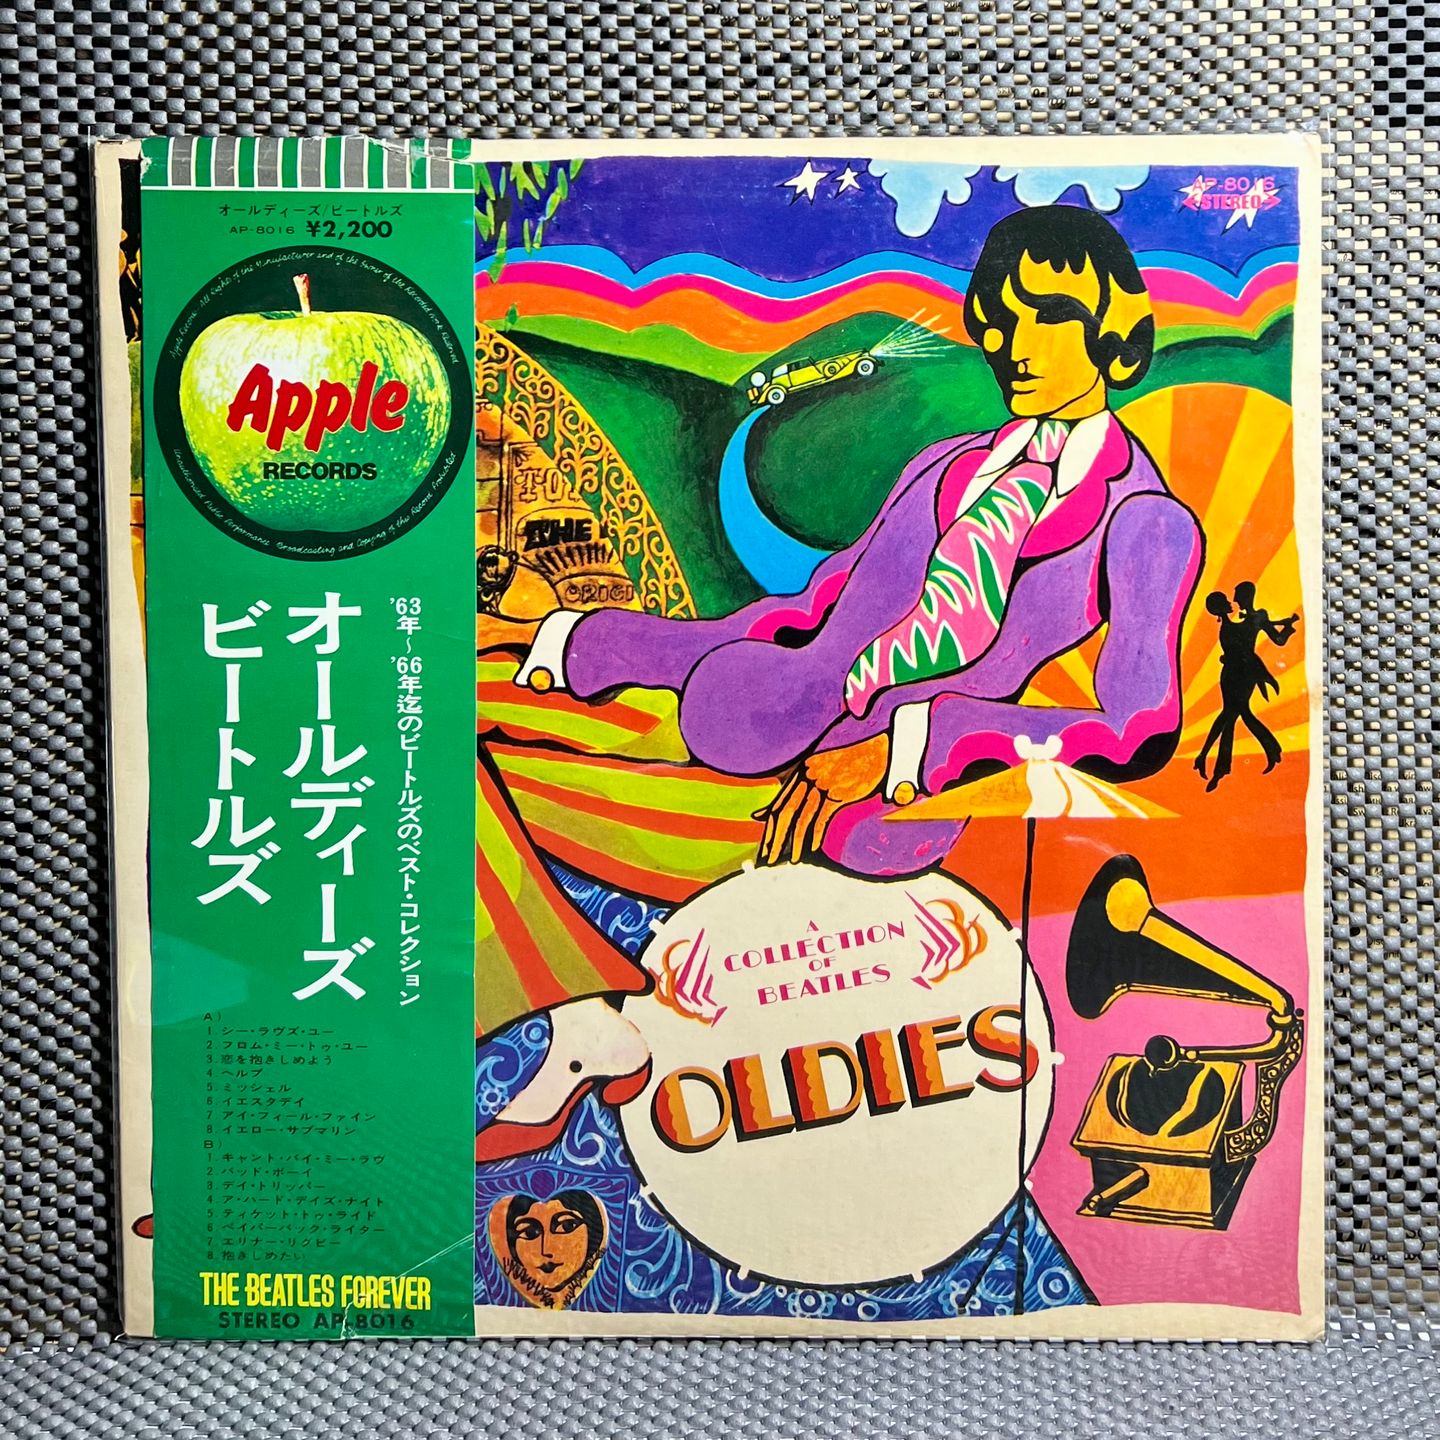 オールディーズ/ビートルズ
AP-8016 ¥2,200
Apple
RECORDS
オールディーズ
ビートルズ
'63年〜'66年迄のビートルズのベスト・コレクション
A)
1. シー・ラヴズ・ユー
2. フロム・ミー・トゥ・ユー
3. 恋を抱きしめよう
4. ヘルプ
5. ミッシェル
6. イエスタデイ
7. アイ・フィール・ファイン
8. イエロー・サブマリン
B)
1. キャント・バイ・ミー・ラヴ
2. バッド・ボーイ
3. デイ・トリッパー
4. ア・ハード・デイズ・ナイト
5. ティケット・トゥ・ライド
6. ペイパーバック・ライター
7. エリナー・リグビー
8. 抱きしめたい
THE BEATLES FOREVER
STEREO AP-8016
AP-8016
STEREO
THE
ORIGI
A
COLLECTION
OF
BEATLES
OLDIES